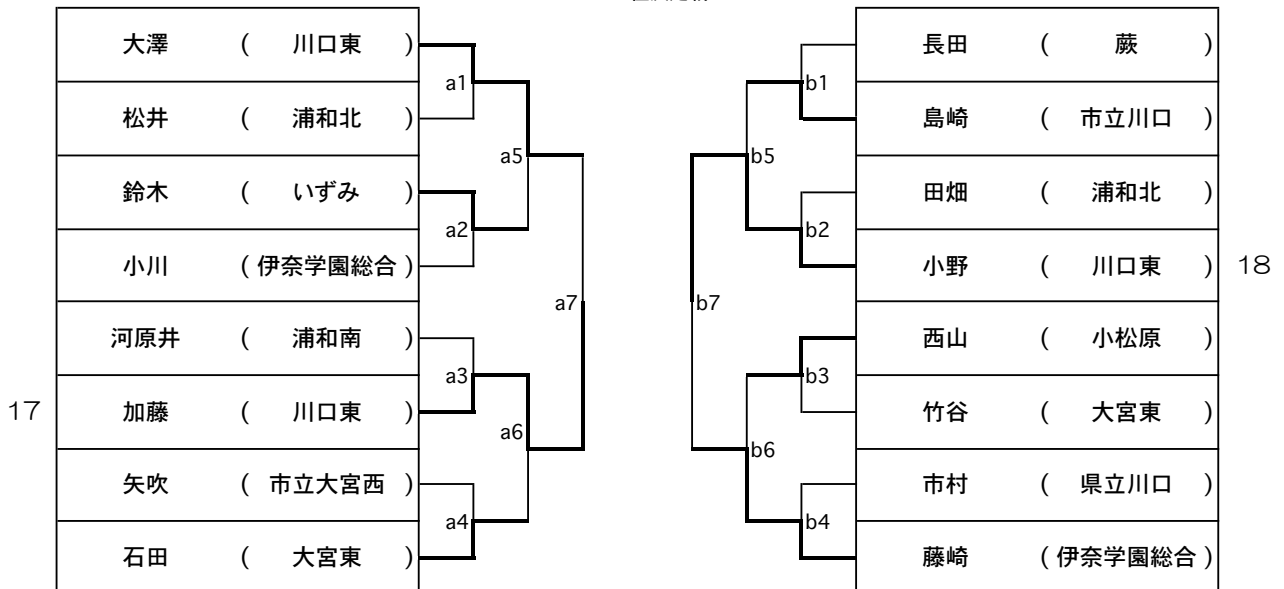 大澤 ( 川口東 )
a1
松井 ( 浦和北 )
a5
鈴木 ( いずみ )
a2
小川 ( 伊奈学園総合 )
a7
河原井 ( 浦和南 )
a3
17 加藤 ( 川口東 )
a6
矢吹 ( 市立大宮西 )
a4
石田 ( 大宮東 )
長田 ( 蕨 )
b1
島崎 ( 市立川口 )
b5
田畑 ( 浦和北 )
b2
小野 ( 川口東 ) 18
b7
西山 ( 小松原 )
b3
竹谷 ( 大宮東 )
b6
市村 ( 県立川口 )
b4
藤崎 ( 伊奈学園総合 )